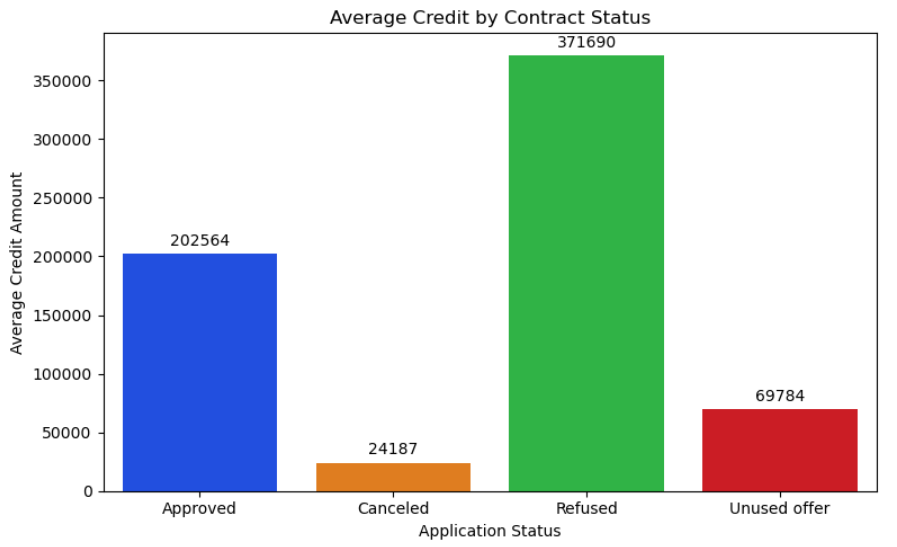 Average Credit by Contract Status
Average Credit Amount
350000
300000
250000
200000
150000
100000
50000
0
202564
24187
371690
69784
Approved
Canceled
Refused
Unused offer
Application Status